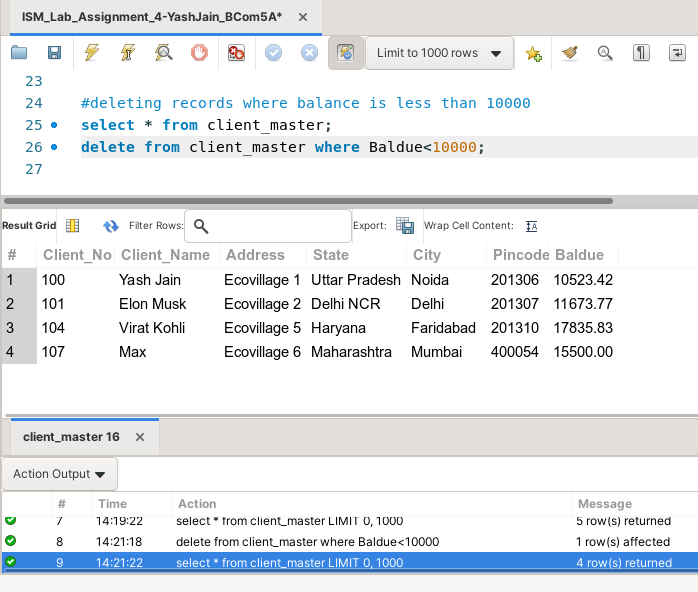 ISM_Lab_Assignment_4-YashJain_BCom5A*
Limit to 1000 rows
23
24 #deleting records where balance is less than 10000
25 select * from client_master;
26 delete from client_master where Baldue<10000;
27
Result Grid Filter Rows: Export: Wrap Cell Content:
# Client_No Client_Name Address State City Pincode Baldue
1 100 Yash Jain Ecovillage 1 Uttar Pradesh Noida 201306 10523.42
2 101 Elon Musk Ecovillage 2 Delhi NCR Delhi 201307 11673.77
3 104 Virat Kohli Ecovillage 5 Haryana Faridabad 201310 17835.83
4 107 Max Ecovillage 6 Maharashtra Mumbai 400054 15500.00
client_master 16
Action Output
# Time Action Message
7 14:19:22 select * from client_master LIMIT 0, 1000 5 row(s) returned
8 14:21:18 delete from client_master where Baldue<10000 1 row(s) affected
9 14:21:22 select * from client_master LIMIT 0, 1000 4 row(s) returned